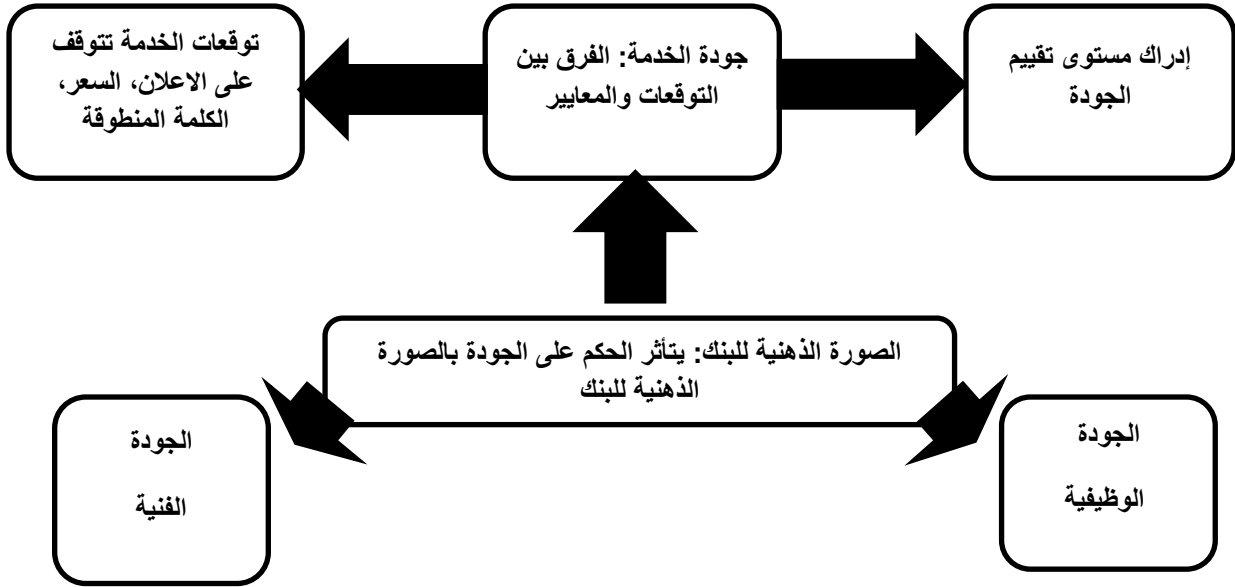 إدراك مستوى تقييم
الجودة
جودة الخدمة: الفرق بين
التوقعات والمعايير
توقعات الخدمة تتوقف
على الاعلان، السعر،
الكلمة المنطوقة
الصورة الذهنية للبنك: يتأثر الحكم على الجودة بالصورة
الذهنية للبنك
الجودة
الوظيفية
الجودة
الفنية